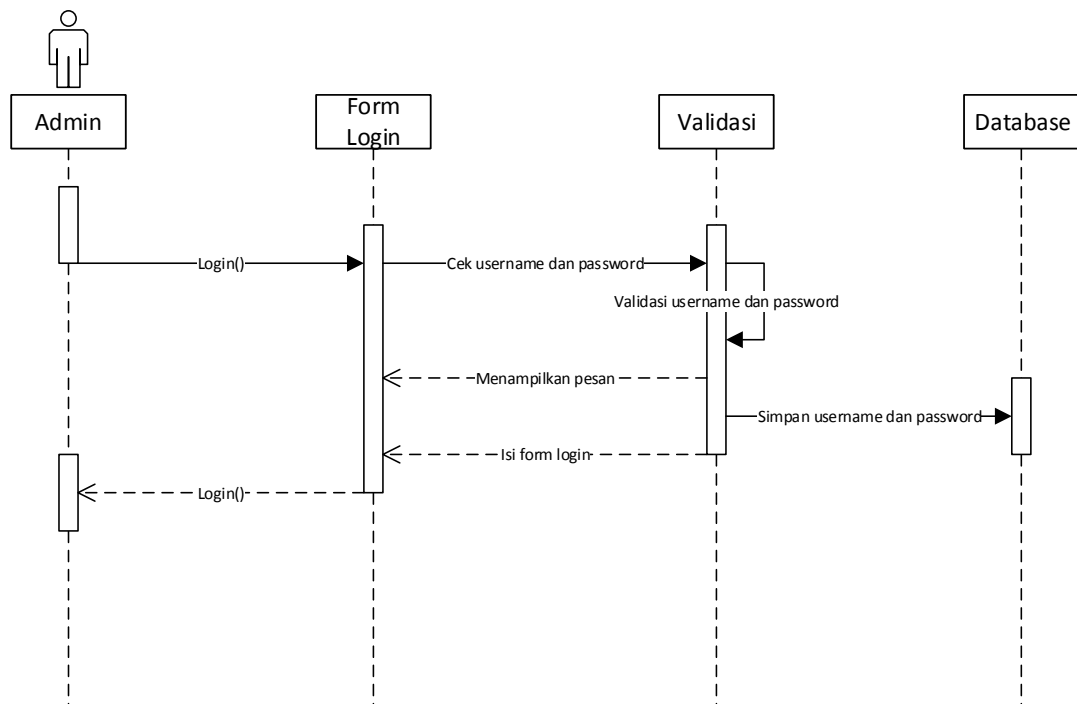 Admin
Form
Login
Validasi
Database
Login()
Cek username dan password
Validasi username dan password
Menampilkan pesan
Simpan username dan password
Isi form login
Login()